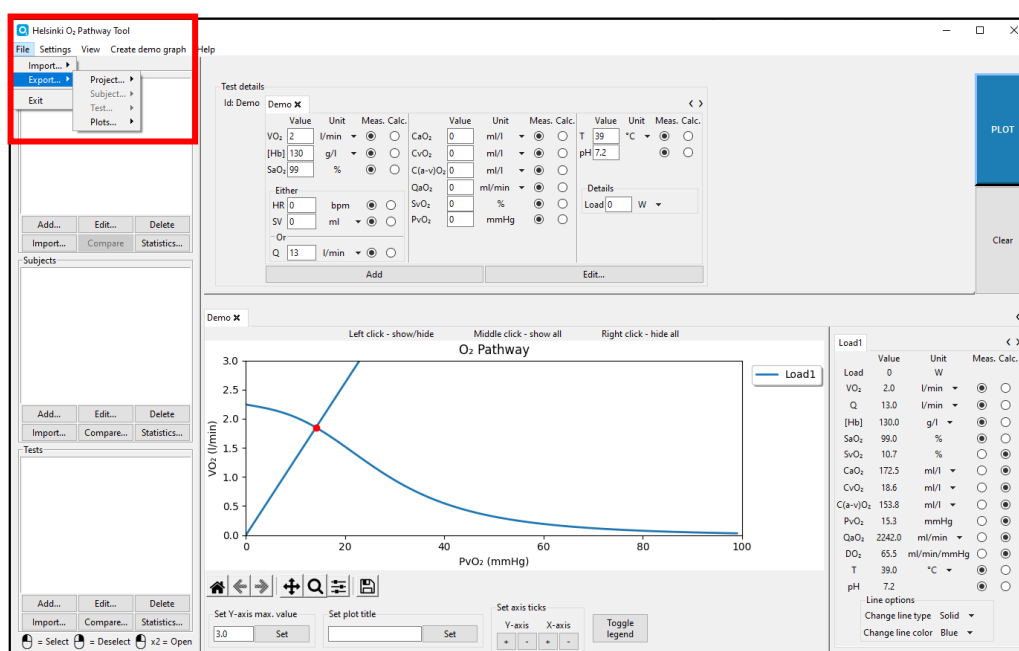 Helsinki O₂ Pathway Tool
File Settings View Create demo graph Help
Import...
Export...
Exit
Project...
Subject...
Test...
Plots...
Add... Edit... Delete
Import... Compare Statistics...
Subjects
Add... Edit... Delete
Import... Compare... Statistics...
Tests
Add... Edit... Delete
Import... Compare... Statistics...
= Select = Deselect x2 = Open
Test details
Id: Demo Demo ✖
Value Unit Meas. Calc. Value Unit Meas. Calc. Value Unit Meas. Calc.
VO₂ 2 l/min CaO₂ 0 ml/l T 39 °C
[Hb] 130 g/l CvO₂ 0 ml/l pH 7.2
SaO₂ 99 % C(a-v)O₂ 0 ml/l
Either QaO₂ 0 ml/min Details
HR 0 bpm SvO₂ 0 % Load 0 W
SV 0 ml PvO₂ 0 mmHg
Or
Q 13 l/min
Add Edit...
PLOT
Clear
Demo ✖
Left click - show/hide Middle click - show all Right click - hide all
O₂ Pathway
Load1
VO₂ (l/min)
3.0
2.5
2.0
1.5
1.0
0.5
0.0
0 20 40 60 80 100
PvO₂ (mmHg)
Set Y-axis max. value
3.0 Set
Set plot title
Set
Set axis ticks
Y-axis X-axis
+ - + -
Toggle
legend
Load1
Value Unit Meas. Calc.
Load 0 W
VO₂ 2.0 l/min
Q 13.0 l/min
[Hb] 130.0 g/l
SaO₂ 99.0 %
SvO₂ 10.7 %
CaO₂ 172.5 ml/l
CvO₂ 18.6 ml/l
C(a-v)O₂ 153.8 ml/l
PvO₂ 15.3 mmHg
QaO₂ 2242.0 ml/min
DO₂ 65.5 ml/min/mmHg
T 39.0 °C
pH 7.2
Line options
Change line type Solid
Change line color Blue